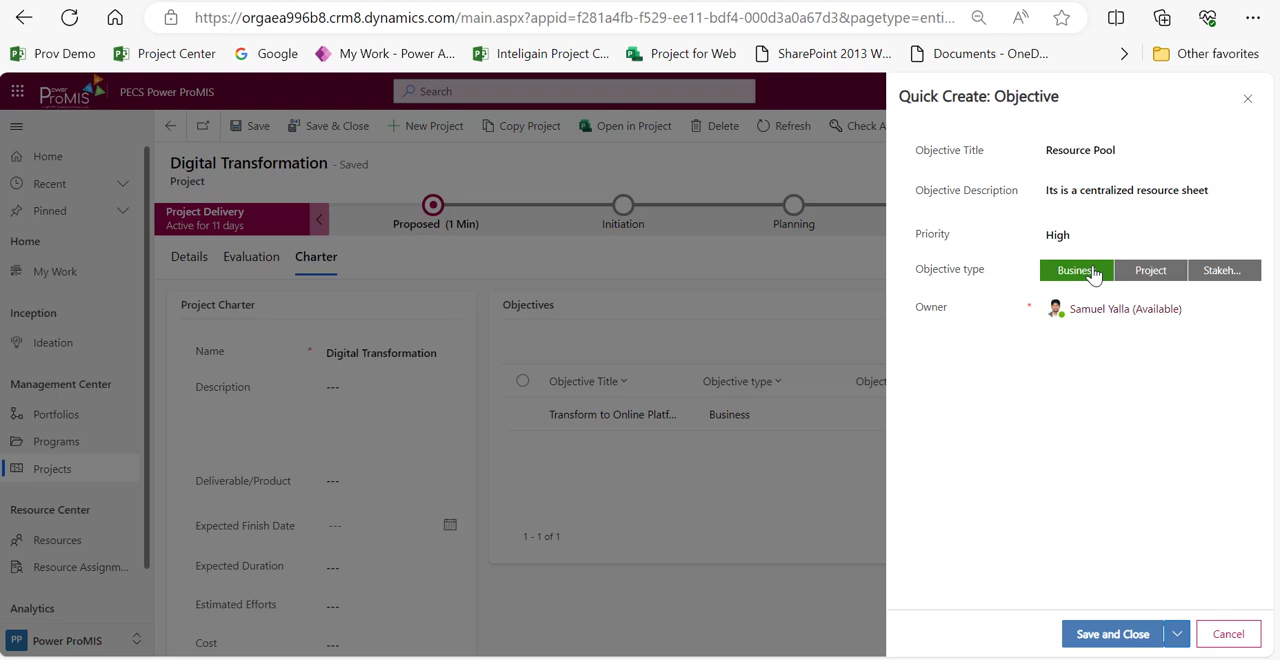 https://orgaea996b8.crm8.dynamics.com/main.aspx?appid=f281a4fb-f529-ee11-bdf4-000d3a0a67d3&pagetype=enti...
Prov Demo
Project Center
Google
My Work - Power A...
Inteligain Project C...
Project for Web
SharePoint 2013 W...
Documents - OneD...
Other favorites
Power ProMIS
PECS Power ProMIS
Search
Quick Create: Objective
Save
Save & Close
New Project
Copy Project
Open in Project
Delete
Refresh
Check A
Home
Recent
Pinned
Home
My Work
Inception
Ideation
Management Center
Portfolios
Programs
Projects
Resource Center
Resources
Resource Assignm...
Analytics
PP Power ProMIS
Digital Transformation - Saved
Project
Project Delivery
Active for 11 days
Proposed (1 Min)
Initiation
Planning
Details Evaluation Charter
Project Charter
Name * Digital Transformation
Description ---
Deliverable/Product ---
Expected Finish Date ---
Expected Duration ---
Estimated Efforts ---
Cost ---
Objectives
Objective Title Objective type Object
Transform to Online Platf... Business
1 - 1 of 1
Objective Title Resource Pool
Objective Description Its is a centralized resource sheet
Priority High
Objective type Business Project Stakeh...
Owner * Samuel Yalla (Available)
Save and Close Cancel